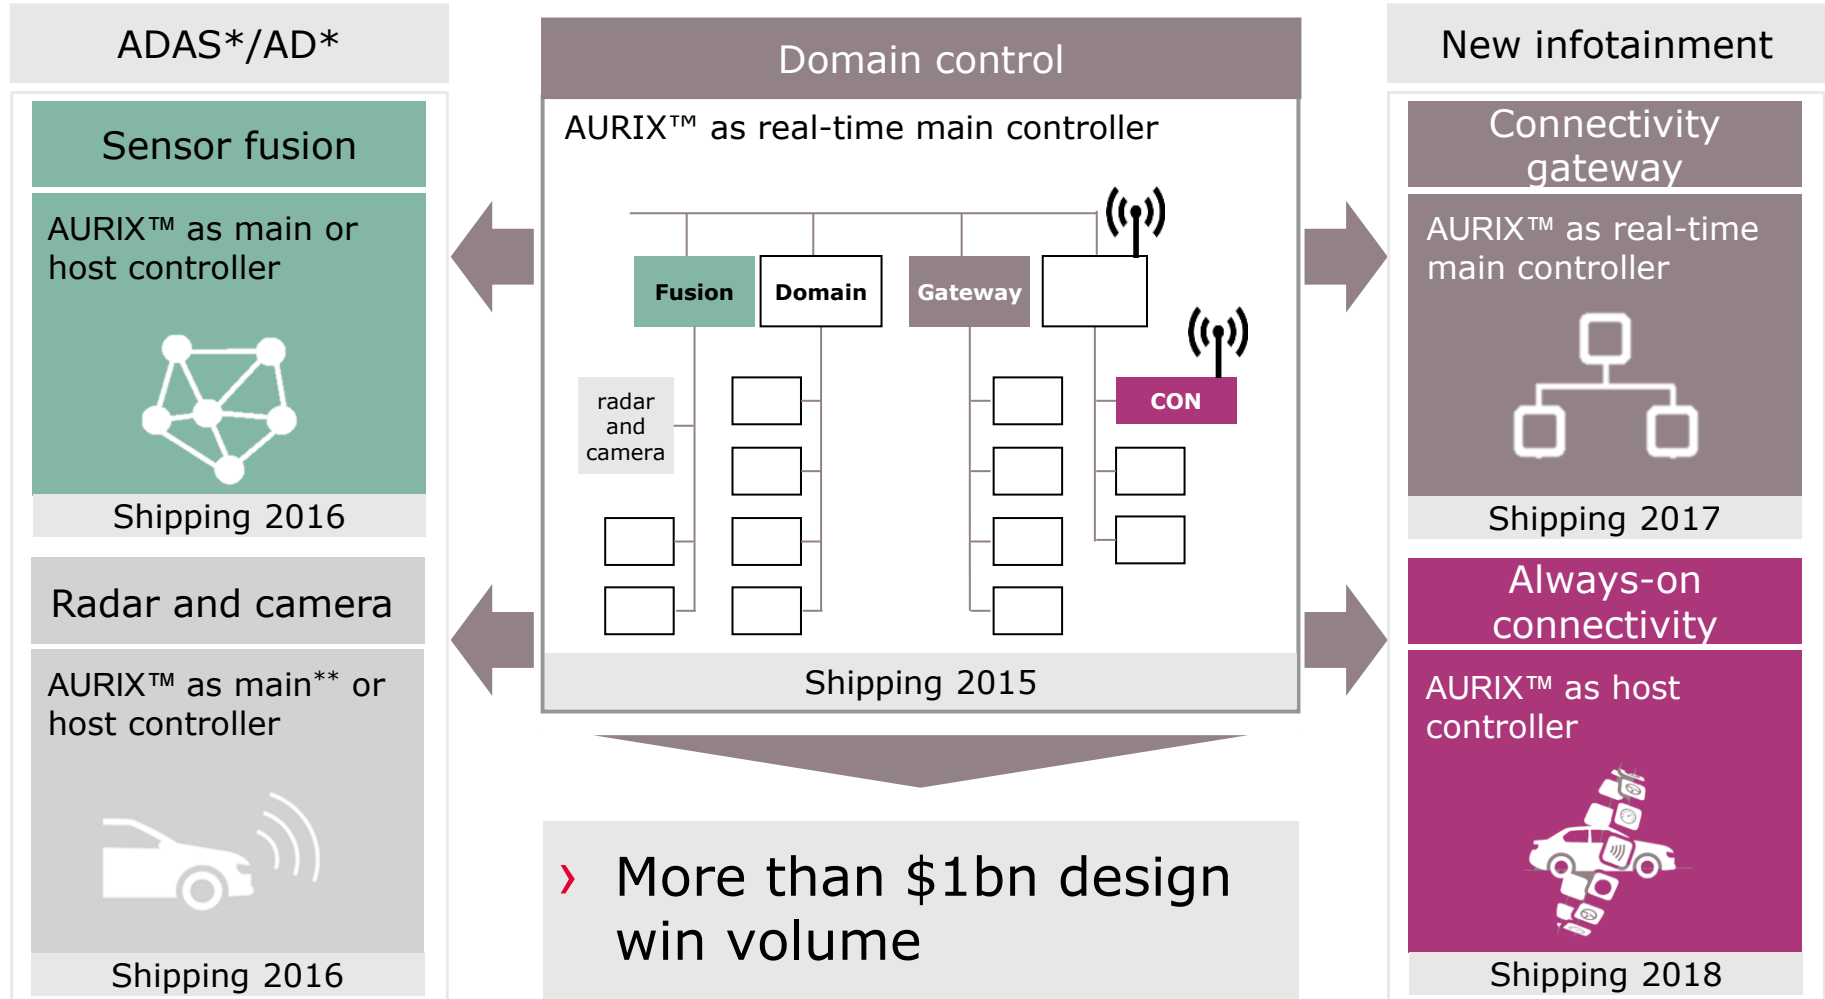 ADAS*/AD*
Sensor fusion
AURIX™ as main or
host controller
Shipping 2016
Radar and camera
AURIX™ as main** or
host controller
Shipping 2016
Domain control
AURIX™ as real-time main controller
Fusion
Domain
Gateway
radar
and
camera
CON
Shipping 2015
› More than $1bn design
win volume
New infotainment
Connectivity
gateway
AURIX™ as real-time
main controller
Shipping 2017
Always-on
connectivity
AURIX™ as host
controller
Shipping 2018